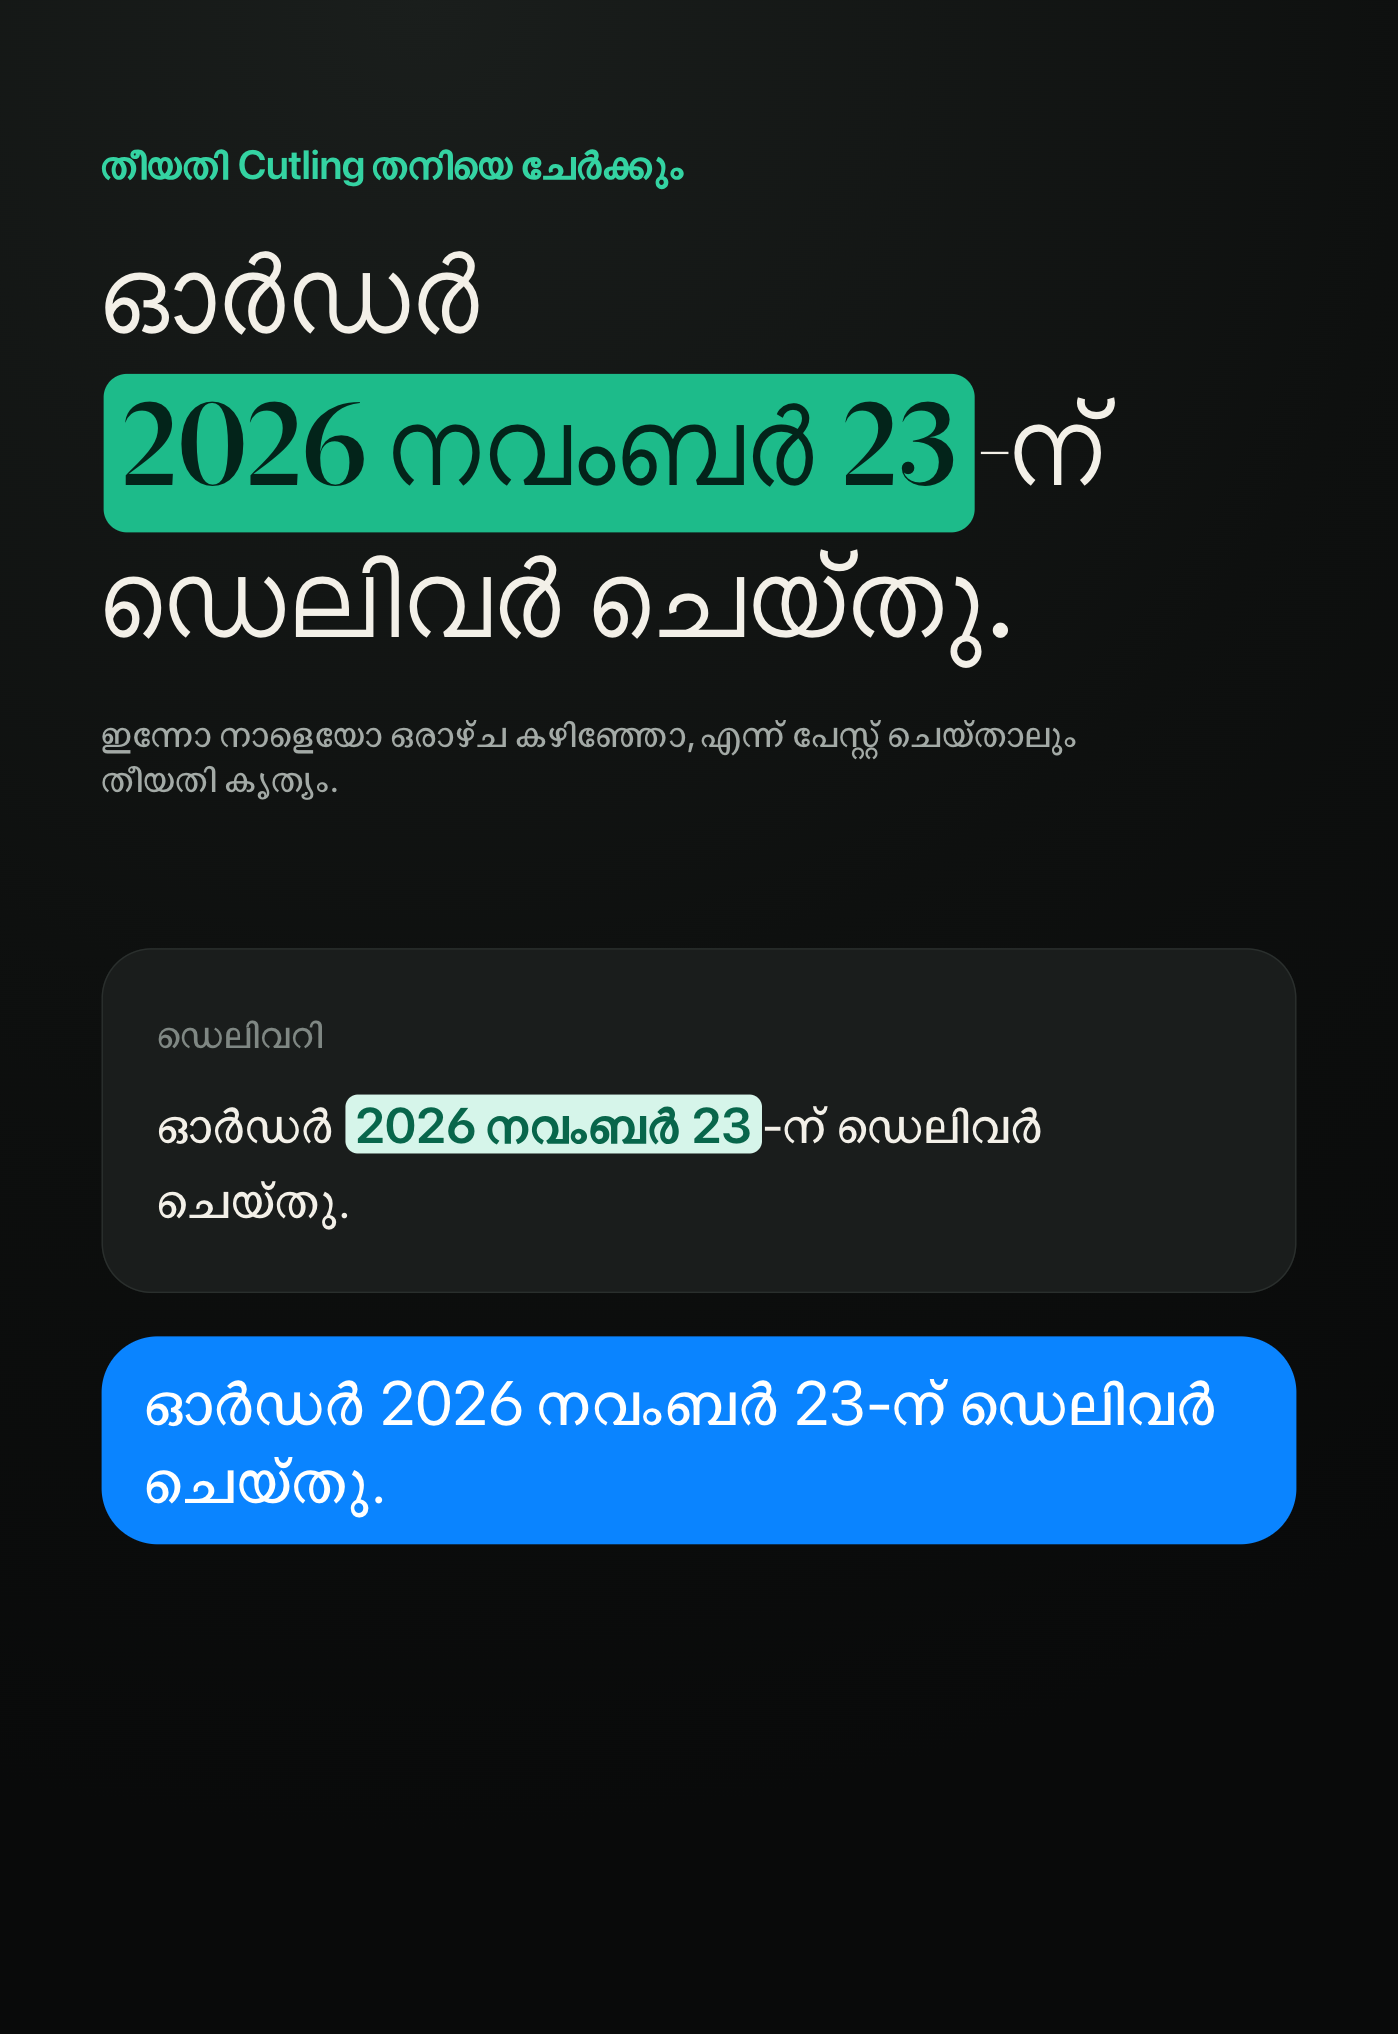 തീയതി Cutling തനിയെ ചേർക്കും
ഓർഡർ
2026 നവംബർ 23-ന്
ഡെലിവർ ചെയ്തു.
ഇന്നോ നാളെയോ ഒരാഴ്ച കഴിഞ്ഞോ, എന്ന് പേസ്റ്റ് ചെയ്താലും
തീയതി കൃത്യം.
ഡെലിവറി
ഓർഡർ 2026 നവംബർ 23-ന് ഡെലിവർ
ചെയ്തു.
ഓർഡർ 2026 നവംബർ 23-ന് ഡെലിവർ
ചെയ്തു.